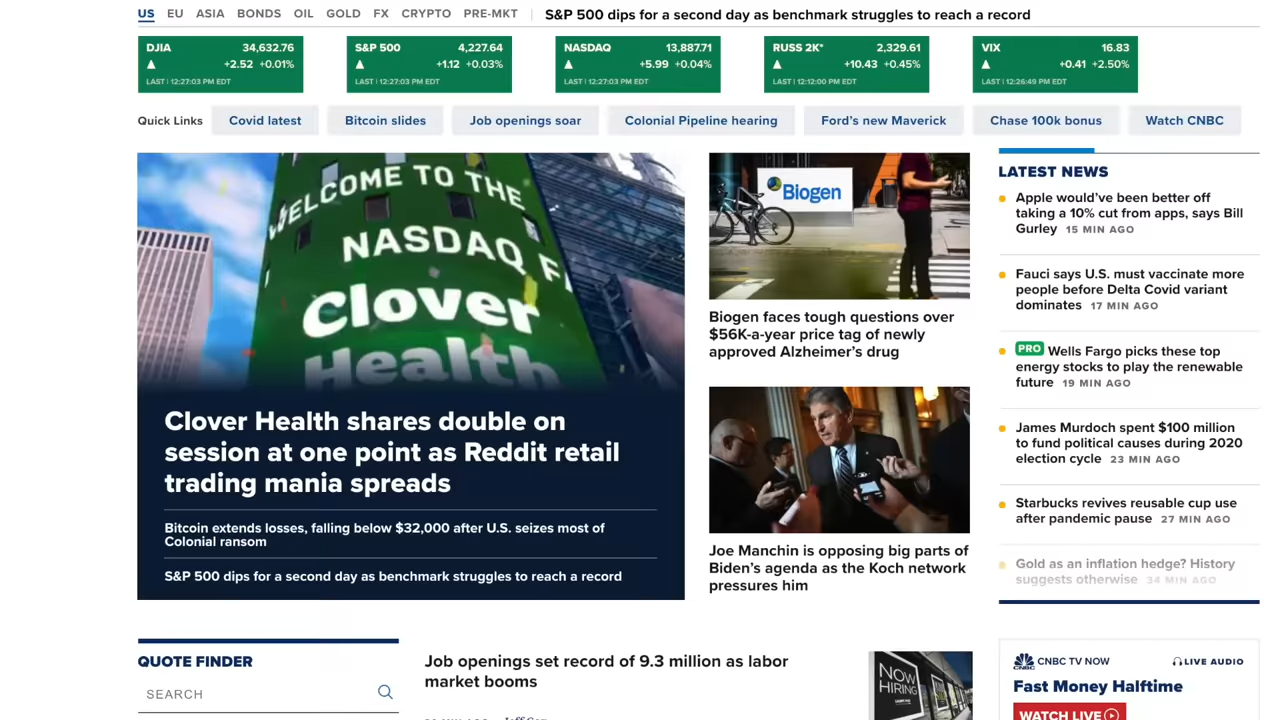 US EU ASIA BONDS OIL GOLD FX CRYPTO PRE-MKT S&P 500 dips for a second day as benchmark struggles to reach a record
DJIA 34,632.76
+2.52 +0.01%
LAST | 12:27:03 PM EDT
S&P 500 4,227.64
+1.12 +0.03%
LAST | 12:27:03 PM EDT
NASDAQ 13,887.71
+5.99 +0.04%
LAST | 12:27:03 PM EDT
RUSS 2K* 2,329.61
+10.43 +0.45%
LAST | 12:12:00 PM EDT
VIX 16.83
+0.41 +2.50%
LAST | 12:26:49 PM EDT
Quick Links Covid latest Bitcoin slides Job openings soar Colonial Pipeline hearing Ford's new Maverick Chase 100k bonus Watch CNBC
WELCOME TO THE
NASDAQ F
Clover
Health
Clover Health shares double on
session at one point as Reddit retail
trading mania spreads
Bitcoin extends losses, falling below $32,000 after U.S. seizes most of
Colonial ransom
S&P 500 dips for a second day as benchmark struggles to reach a record
Biogen
Biogen faces tough questions over
$56K-a-year price tag of newly
approved Alzheimer's drug
Joe Manchin is opposing big parts of
Biden's agenda as the Koch network
pressures him
LATEST NEWS
Apple would've been better off
taking a 10% cut from apps, says Bill
Gurley 15 MIN AGO
Fauci says U.S. must vaccinate more
people before Delta Covid variant
dominates 17 MIN AGO
PRO Wells Fargo picks these top
energy stocks to play the renewable
future 19 MIN AGO
James Murdoch spent $100 million
to fund political causes during 2020
election cycle 23 MIN AGO
Starbucks revives reusable cup use
after pandemic pause 27 MIN AGO
Gold as an inflation hedge? History
suggests otherwise 34 MIN AGO
QUOTE FINDER
SEARCH
Job openings set record of 9.3 million as labor
market booms
NOW
HIRING
CNBC CNBC TV NOW LIVE AUDIO
Fast Money Halftime
WATCH LIVE